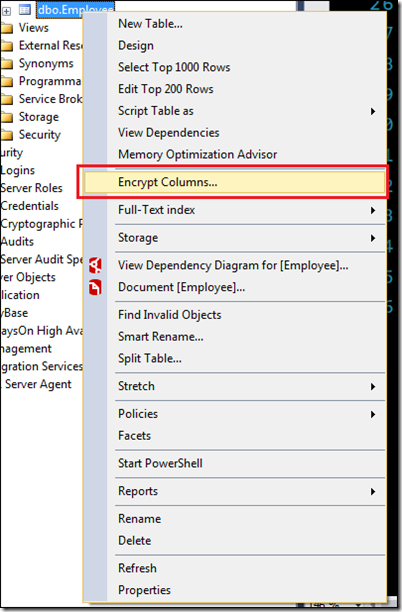 dbo.Employee
Views
External Res
Synonyms
Programma
Service Brok
Storage
Security
urity
Logins
Server Roles
Credentials
Cryptographic P
Audits
Server Audit Spe
ver Objects
lication
yBase
aysOn High Ava
nagement
gration Services
Server Agent
New Table...
Design
Select Top 1000 Rows
Edit Top 200 Rows
Script Table as
View Dependencies
Memory Optimization Advisor
Encrypt Columns...
Full-Text index
Storage
View Dependency Diagram for [Employee]...
Document [Employee]...
Find Invalid Objects
Smart Rename...
Split Table...
Stretch
Policies
Facets
Start PowerShell
Reports
Rename
Delete
Refresh
Properties
26